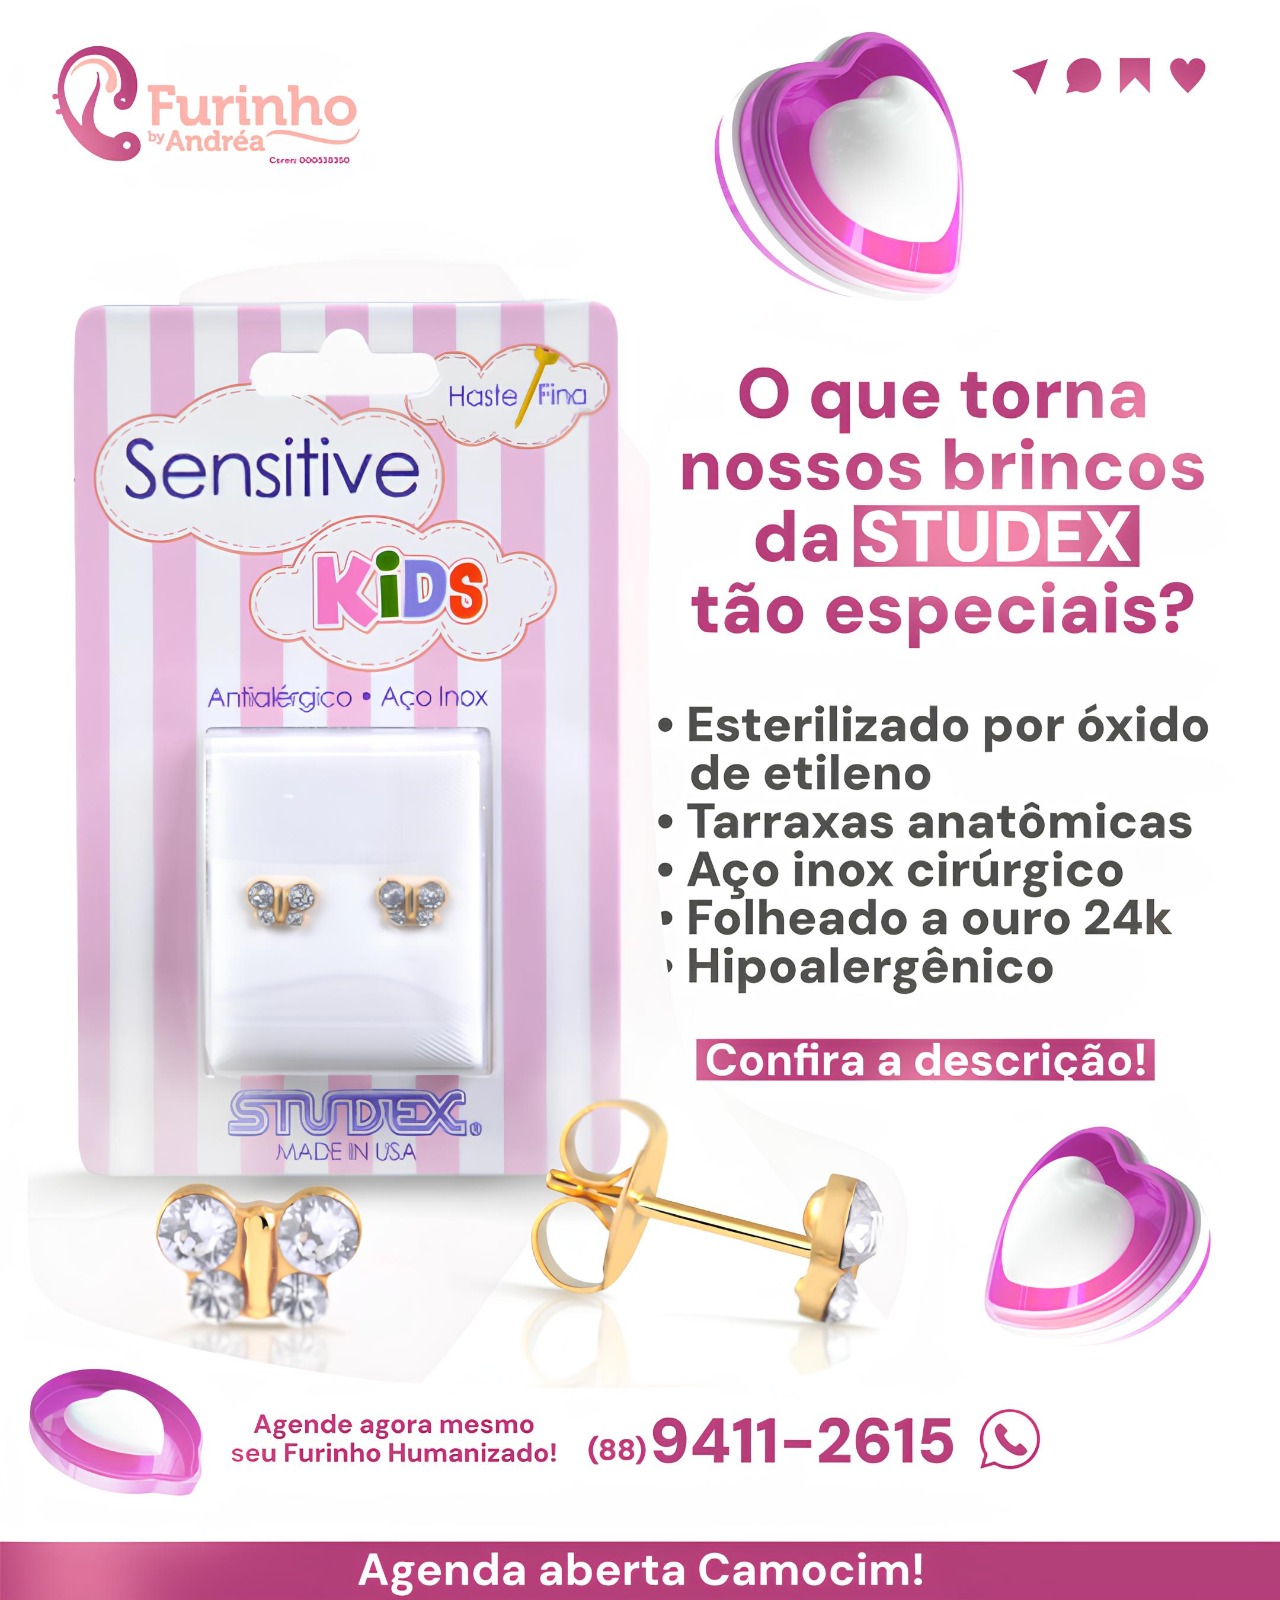 Furinho
by Andréa
O que torna
nossos brincos
da STUDEX
tão especiais?
Haste Fina
Sensitive
KiDS
Antialérgico • Aço Inox
• Esterilizado por óxido
de etileno
• Tarraxas anatômicas
• Aço inox cirúrgico
• Folheado a ouro 24k
• Hipoalergênico
Confira a descrição!
STUDEX®
MADE IN USA
Agende agora mesmo
seu Furinho Humanizado!
(88) 9411-2615
Agenda aberta Camocim!